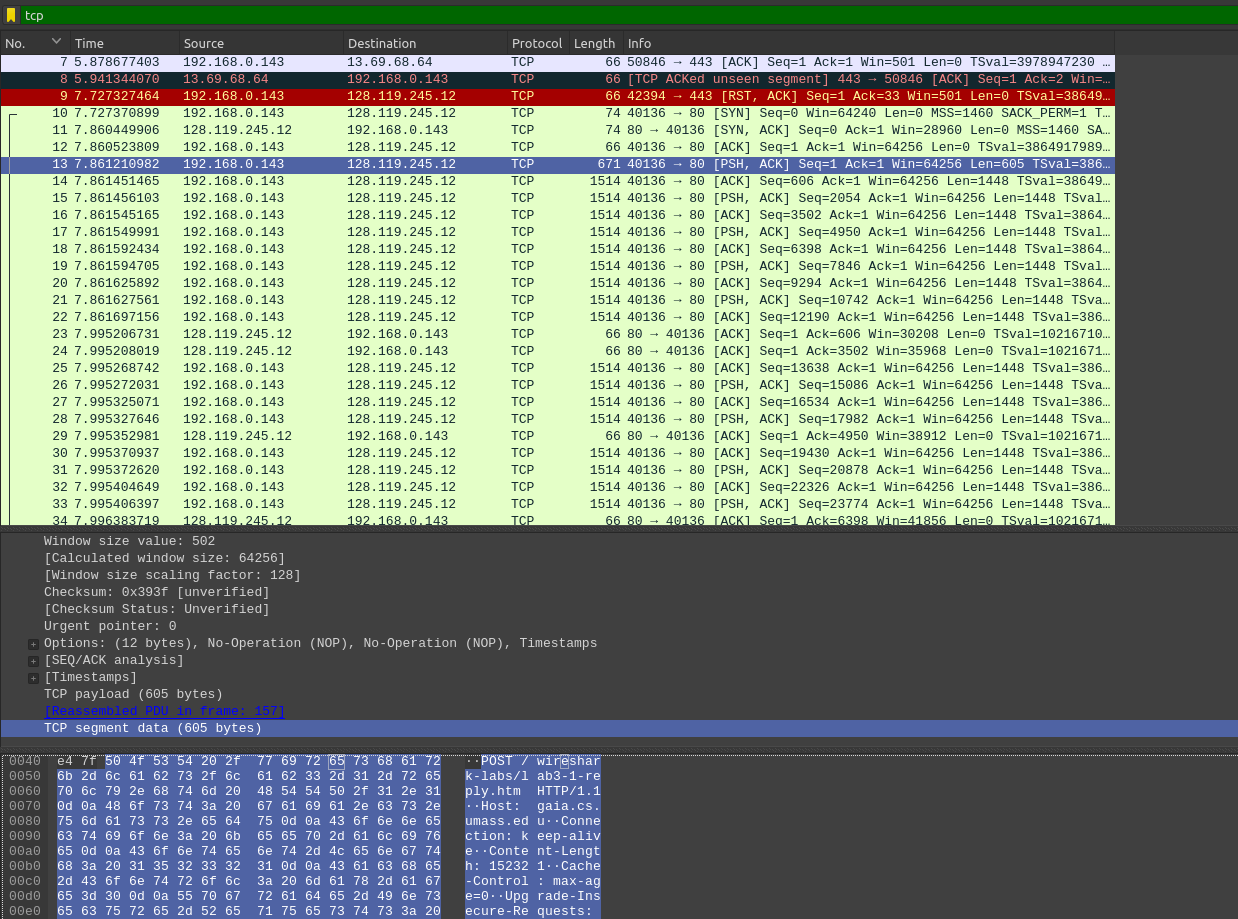 tcp
No. Time Source Destination Protocol Length Info
7 5.878677403 192.168.0.143 13.69.68.64 TCP 66 50846 → 443 [ACK] Seq=1 Ack=1 Win=501 Len=0 TSval=3978947230 …
8 5.941344070 13.69.68.64 192.168.0.143 TCP 66 [TCP ACKed unseen segment] 443 → 50846 [ACK] Seq=1 Ack=2 Win=…
9 7.727327464 192.168.0.143 128.119.245.12 TCP 66 42394 → 443 [RST, ACK] Seq=1 Ack=33 Win=501 Len=0 TSval=38649…
10 7.727370899 192.168.0.143 128.119.245.12 TCP 74 40136 → 80 [SYN] Seq=0 Win=64240 Len=0 MSS=1460 SACK_PERM=1 T…
11 7.860449906 128.119.245.12 192.168.0.143 TCP 74 80 → 40136 [SYN, ACK] Seq=0 Ack=1 Win=28960 Len=0 MSS=1460 SA…
12 7.860523809 192.168.0.143 128.119.245.12 TCP 66 40136 → 80 [ACK] Seq=1 Ack=1 Win=64256 Len=0 TSval=3864917989…
13 7.861210982 192.168.0.143 128.119.245.12 TCP 671 40136 → 80 [PSH, ACK] Seq=1 Ack=1 Win=64256 Len=605 TSval=386…
14 7.861451465 192.168.0.143 128.119.245.12 TCP 1514 40136 → 80 [ACK] Seq=606 Ack=1 Win=64256 Len=1448 TSval=38649…
15 7.861456103 192.168.0.143 128.119.245.12 TCP 1514 40136 → 80 [PSH, ACK] Seq=2054 Ack=1 Win=64256 Len=1448 TSval…
16 7.861545165 192.168.0.143 128.119.245.12 TCP 1514 40136 → 80 [ACK] Seq=3502 Ack=1 Win=64256 Len=1448 TSval=3864…
17 7.861549991 192.168.0.143 128.119.245.12 TCP 1514 40136 → 80 [PSH, ACK] Seq=4950 Ack=1 Win=64256 Len=1448 TSval…
18 7.861592434 192.168.0.143 128.119.245.12 TCP 1514 40136 → 80 [ACK] Seq=6398 Ack=1 Win=64256 Len=1448 TSval=3864…
19 7.861594705 192.168.0.143 128.119.245.12 TCP 1514 40136 → 80 [PSH, ACK] Seq=7846 Ack=1 Win=64256 Len=1448 TSval…
20 7.861625892 192.168.0.143 128.119.245.12 TCP 1514 40136 → 80 [ACK] Seq=9294 Ack=1 Win=64256 Len=1448 TSval=3864…
21 7.861627561 192.168.0.143 128.119.245.12 TCP 1514 40136 → 80 [PSH, ACK] Seq=10742 Ack=1 Win=64256 Len=1448 TSva…
22 7.861697156 192.168.0.143 128.119.245.12 TCP 1514 40136 → 80 [ACK] Seq=12190 Ack=1 Win=64256 Len=1448 TSval=386…
23 7.995206731 128.119.245.12 192.168.0.143 TCP 66 80 → 40136 [ACK] Seq=1 Ack=606 Win=30208 Len=0 TSval=10216710…
24 7.995208019 128.119.245.12 192.168.0.143 TCP 66 80 → 40136 [ACK] Seq=1 Ack=3502 Win=35968 Len=0 TSval=1021671…
25 7.995268742 192.168.0.143 128.119.245.12 TCP 1514 40136 → 80 [ACK] Seq=13638 Ack=1 Win=64256 Len=1448 TSval=386…
26 7.995272031 192.168.0.143 128.119.245.12 TCP 1514 40136 → 80 [PSH, ACK] Seq=15086 Ack=1 Win=64256 Len=1448 TSva…
27 7.995325071 192.168.0.143 128.119.245.12 TCP 1514 40136 → 80 [ACK] Seq=16534 Ack=1 Win=64256 Len=1448 TSval=386…
28 7.995327646 192.168.0.143 128.119.245.12 TCP 1514 40136 → 80 [PSH, ACK] Seq=17982 Ack=1 Win=64256 Len=1448 TSva…
29 7.995352981 128.119.245.12 192.168.0.143 TCP 66 80 → 40136 [ACK] Seq=1 Ack=4950 Win=38912 Len=0 TSval=1021671…
30 7.995370937 192.168.0.143 128.119.245.12 TCP 1514 40136 → 80 [ACK] Seq=19430 Ack=1 Win=64256 Len=1448 TSval=386…
31 7.995372620 192.168.0.143 128.119.245.12 TCP 1514 40136 → 80 [PSH, ACK] Seq=20878 Ack=1 Win=64256 Len=1448 TSva…
32 7.995404649 192.168.0.143 128.119.245.12 TCP 1514 40136 → 80 [ACK] Seq=22326 Ack=1 Win=64256 Len=1448 TSval=386…
33 7.995406397 192.168.0.143 128.119.245.12 TCP 1514 40136 → 80 [PSH, ACK] Seq=23774 Ack=1 Win=64256 Len=1448 TSva…
34 7.996383719 128.119.245.12 192.168.0.143 TCP 66 80 → 40136 [ACK] Seq=1 Ack=6398 Win=41856 Len=0 TSval=1021671…
Window size value: 502
[Calculated window size: 64256]
[Window size scaling factor: 128]
Checksum: 0x393f [unverified]
[Checksum Status: Unverified]
Urgent pointer: 0
Options: (12 bytes), No-Operation (NOP), No-Operation (NOP), Timestamps
[SEQ/ACK analysis]
[Timestamps]
TCP payload (605 bytes)
[Reassembled PDU in frame: 157]
TCP segment data (605 bytes)
0040 e4 7f 50 4f 53 54 20 2f 77 69 72 65 73 68 61 72 ··POST / wireshar
0050 6b 2d 6c 61 62 73 2f 6c 61 62 33 2d 31 2d 72 65 k-labs/l ab3-1-re
0060 70 6c 79 2e 68 74 6d 20 48 54 54 50 2f 31 2e 31 ply.htm HTTP/1.1
0070 0d 0a 48 6f 73 74 3a 20 67 61 69 61 2e 63 73 2e ··Host: gaia.cs.
0080 75 6d 61 73 73 2e 65 64 75 0d 0a 43 6f 6e 6e 65 umass.ed u··Conne
0090 63 74 69 6f 6e 3a 20 6b 65 65 70 2d 61 6c 69 76 ction: k eep-aliv
00a0 65 0d 0a 43 6f 6e 74 65 6e 74 2d 4c 65 6e 67 74 e··Conte nt-Lengt
00b0 68 3a 20 31 35 32 33 32 31 0d 0a 43 61 63 68 65 h: 15232 1··Cache
00c0 2d 43 6f 6e 74 72 6f 6c 3a 20 6d 61 78 2d 61 67 -Control : max-ag
00d0 65 3d 30 0d 0a 55 70 67 72 61 64 65 2d 49 6e 73 e=0··Upg rade-Ins
00e0 65 63 75 72 65 2d 52 65 71 75 65 73 74 73 3a 20 ecure-Re quests: